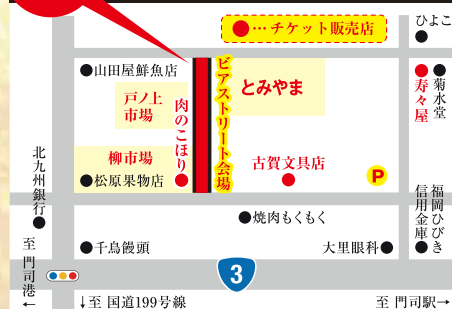 ●…チケット販売店
ひよこ
●山田屋鮮魚店
戸ノ上
市場
肉のこほり
ビアストリート会場
とみやま
寿々屋
菊水堂
柳市場
●松原果物店
古賀文具店
P
北九州銀行
●焼肉もくもく
福岡ひびき
信用金庫
●千鳥饅頭
大里眼科●
至 門司港←
3
↓至 国道199号線
至 門司駅→